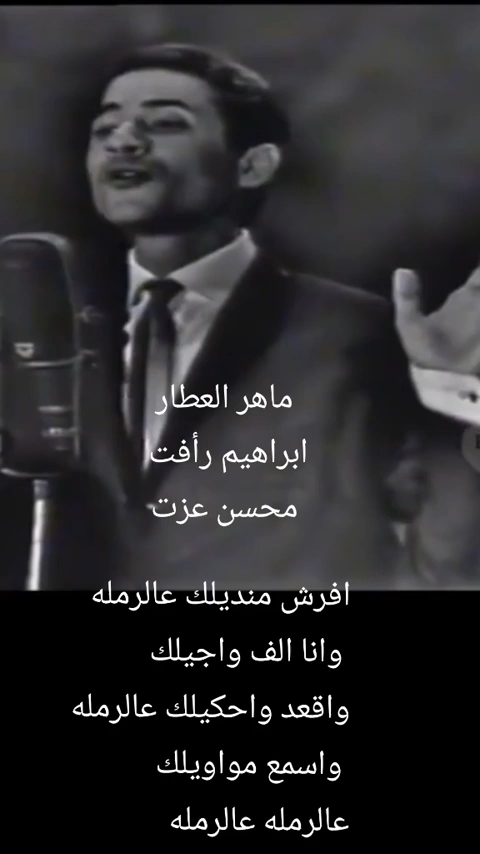 ماهر العطار
ابراهيم رأفت
محسن عزت
افرش منديلك عالرمله
وانا الف واجيلك
واقعد واحكيلك عالرمله
واسمع مواويلك
عالرمله عالرمله